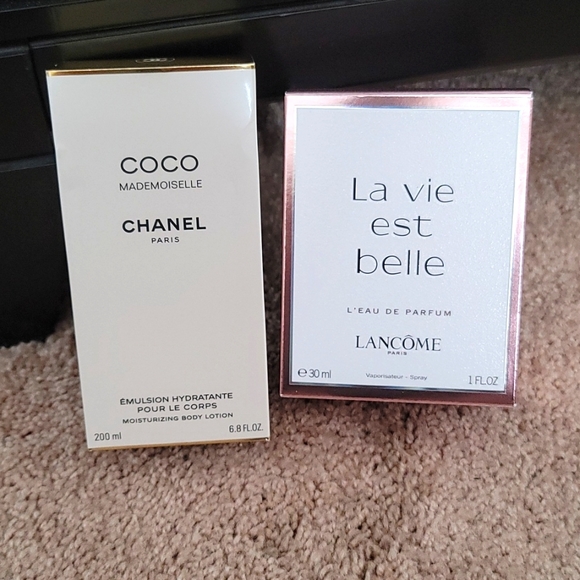 COCO
MADEMOISELLE
CHANEL
PARIS
ÉMULSION HYDRATANTE
POUR LE CORPS
MOISTURIZING BODY LOTION
200 ml 6.8 FL.OZ.
La vie
est
belle
L'EAU DE PARFUM
LANCÔME
PARIS
Vaporisateur - Spray
℮ 30 ml 1 FL.OZ